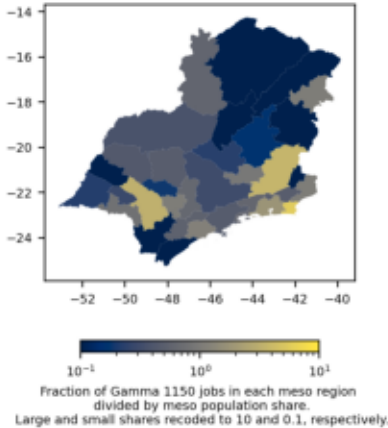 −14
−16
−18
−20
−22
−24
−52 −50 −48 −46 −44 −42 −40
10⁻¹ 10⁰ 10¹
Fraction of Gamma 1150 jobs in each meso region
divided by meso population share.
Large and small shares recoded to 10 and 0.1, respectively.